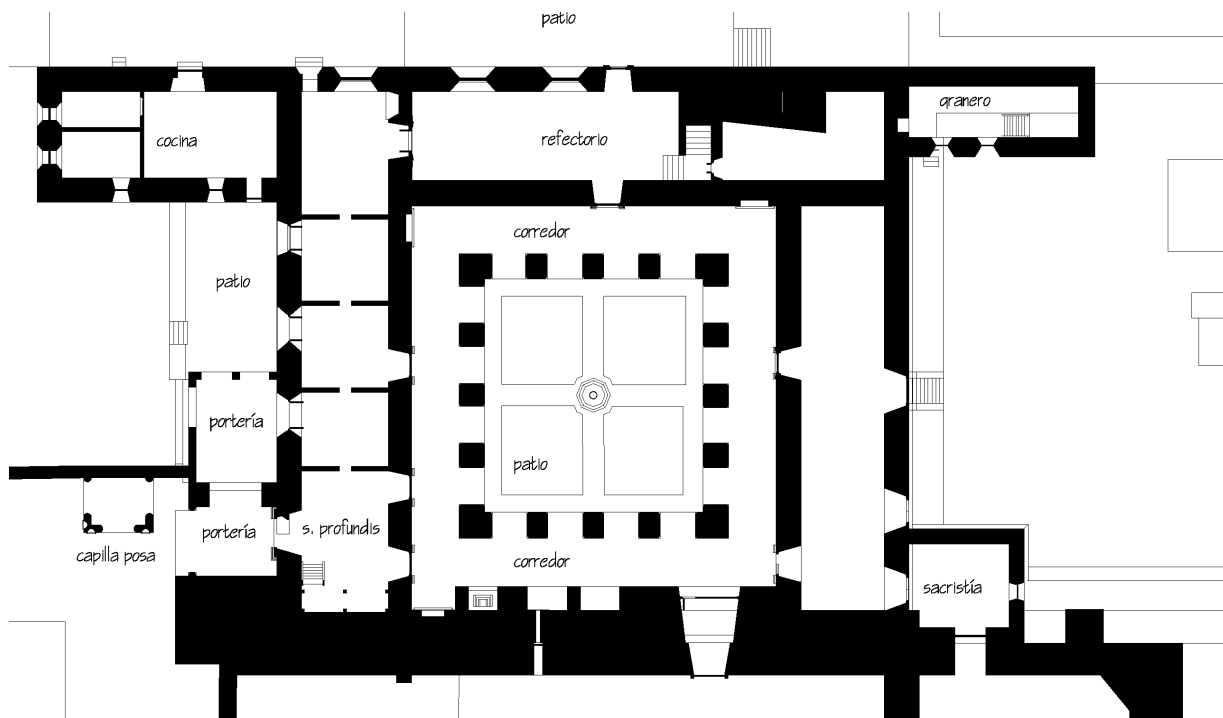 patio
granero
cocina
refectorio
corredor
patio
portería
patio
portería
s. profundis
capilla posa
corredor
sacristía